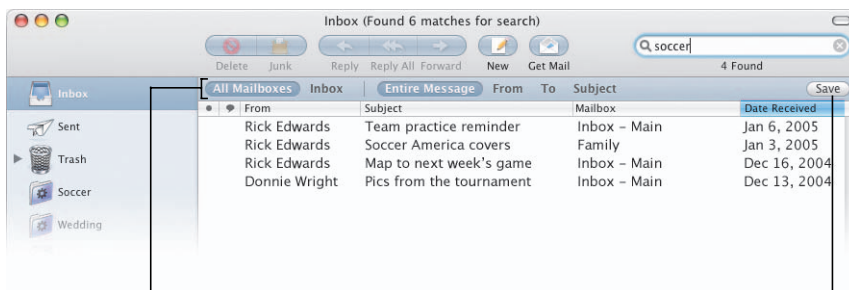 Inbox (Found 6 matches for search)
soccer
Delete Junk Reply Reply All Forward New Get Mail 4 Found
Inbox
All Mailboxes Inbox Entire Message From To Subject Save
From Subject Mailbox Date Received
Sent
Rick Edwards Team practice reminder Inbox – Main Jan 6, 2005
Rick Edwards Soccer America covers Family Jan 3, 2005
Trash
Rick Edwards Map to next week's game Inbox – Main Dec 16, 2004
Donnie Wright Pics from the tournament Inbox – Main Dec 13, 2004
Soccer
Wedding